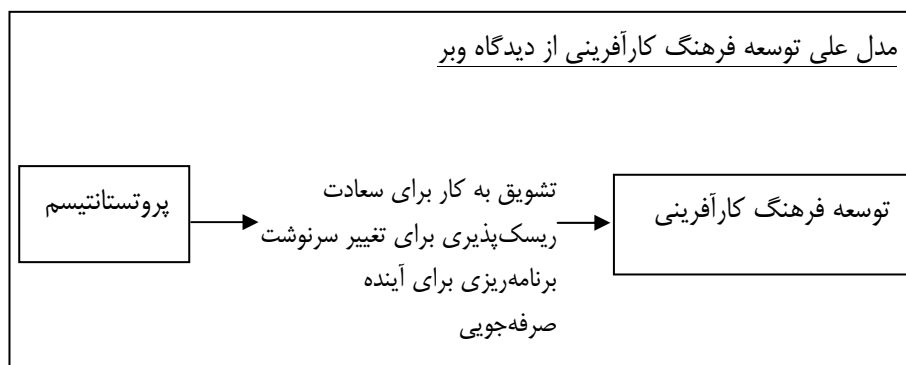 مدل علی توسعه فرهنگ کارآفرینی از دیدگاه وبر
پروتستانتیسم
تشویق به کار برای سعادت
ریسک‌پذیری برای تغییر سرنوشت
برنامه‌ریزی برای آینده
صرفه‌جویی
توسعه فرهنگ کارآفرینی